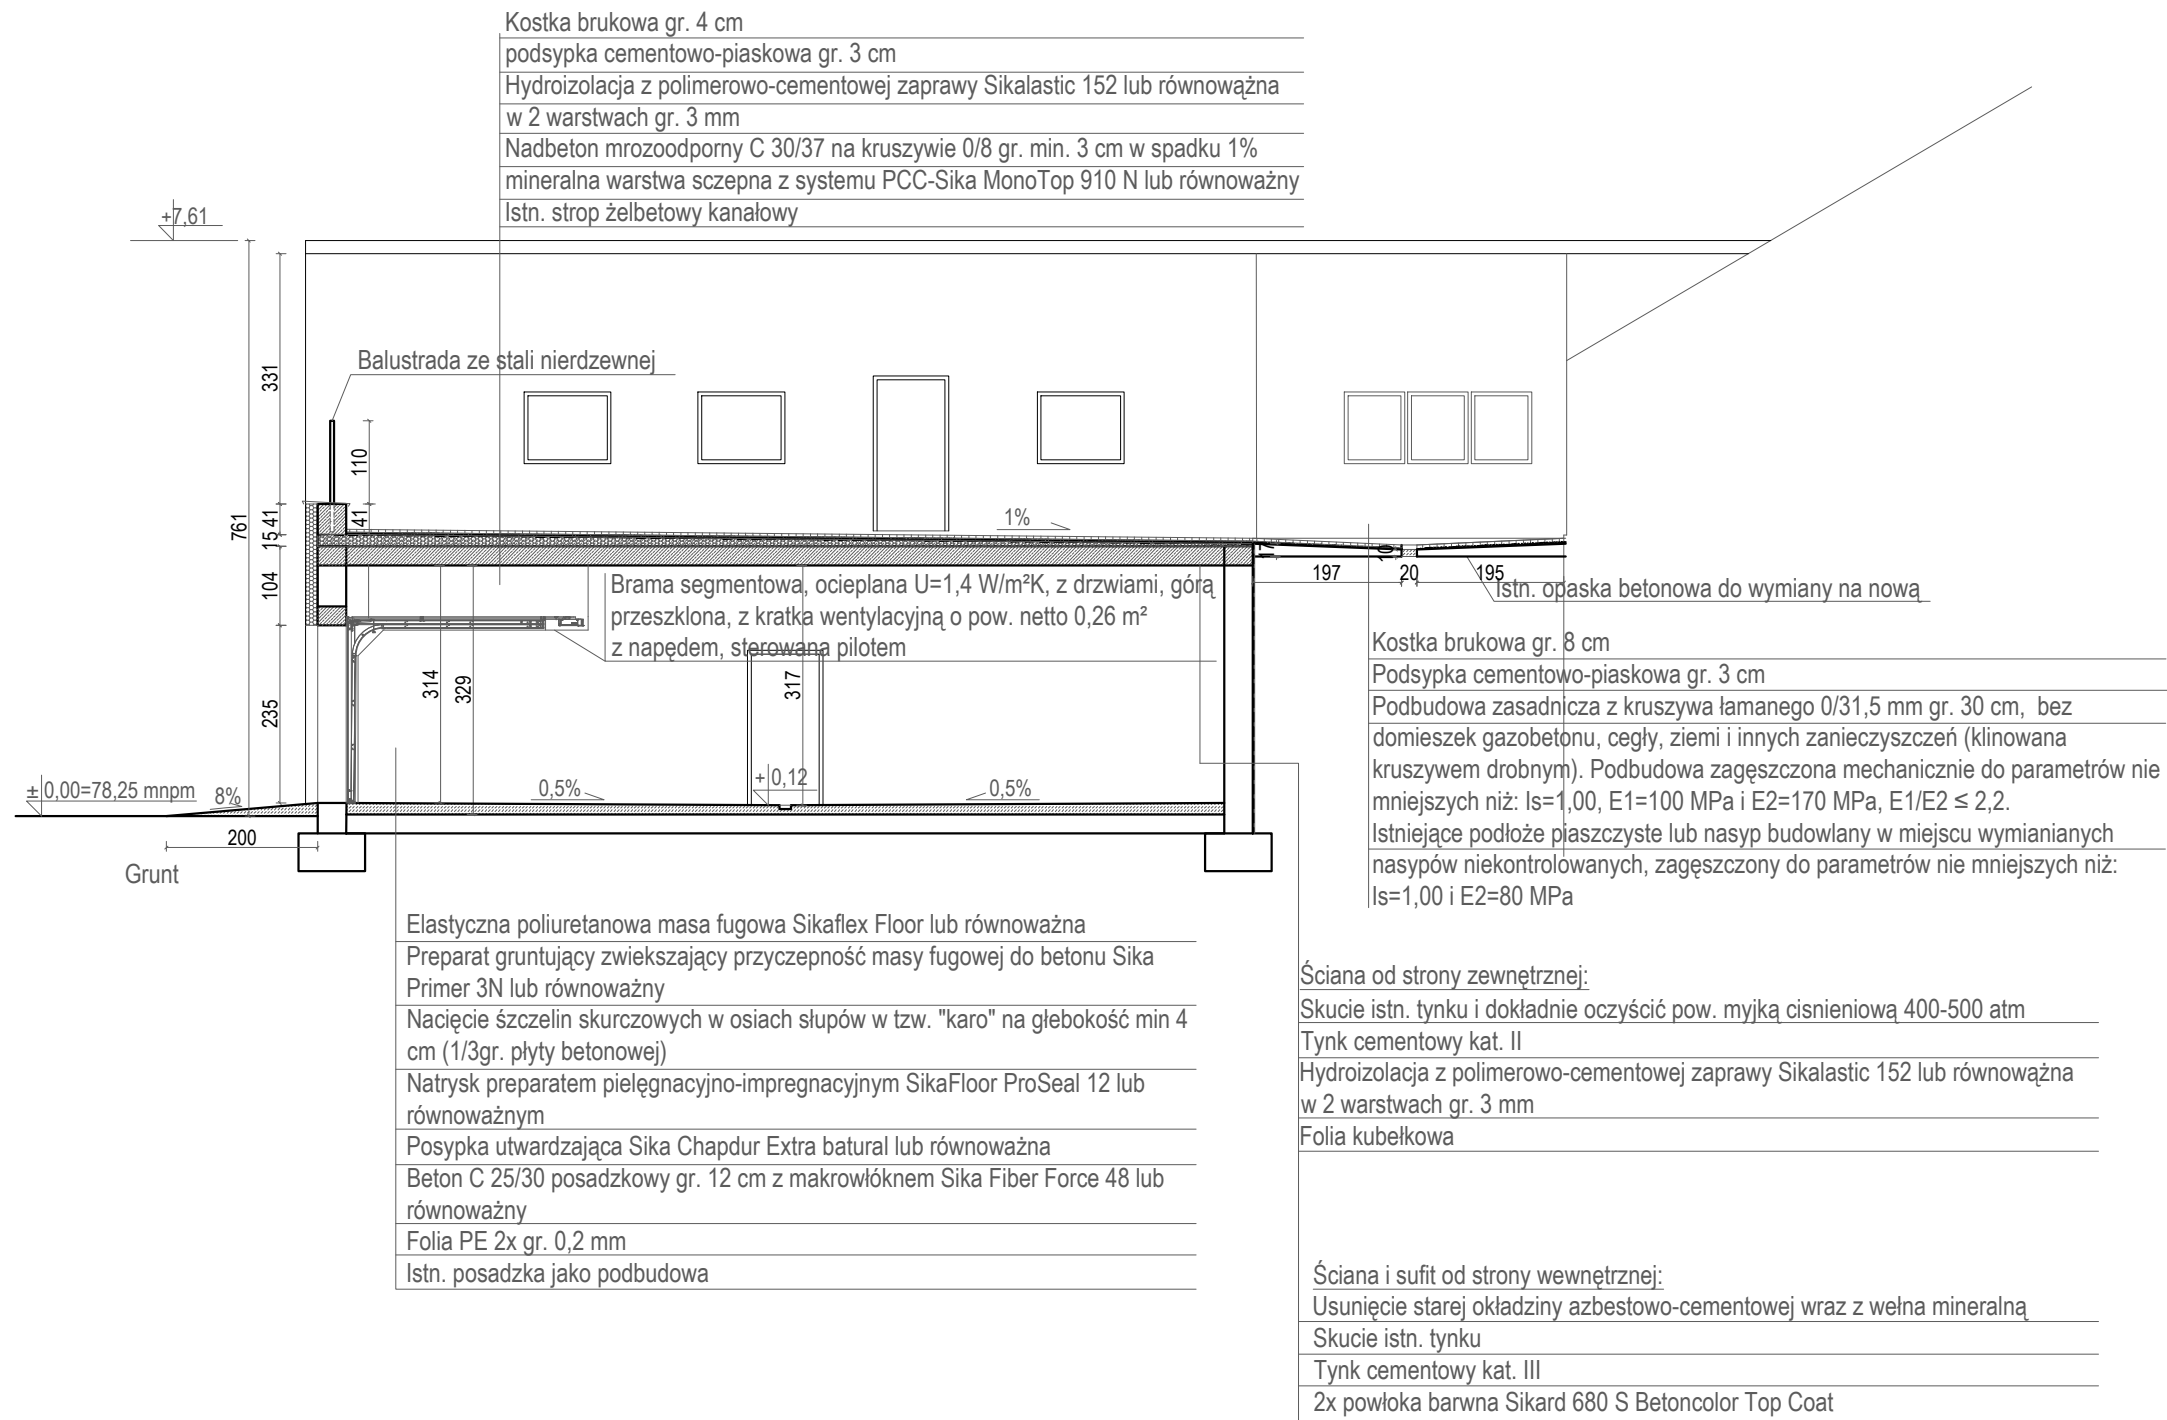 Kostka brukowa gr. 4 cm
podsypka cementowo-piaskowa gr. 3 cm
Hydroizolacja z polimerowo-cementowej zaprawy Sikalastic 152 lub równowążna
w 2 warstwach gr. 3 mm
Nadbeton mrozoodporny C 30/37 na kruszywie 0/8 gr. min. 3 cm w spadku 1%
mineralna warstwa sczepna z systemu PCC-Sika MonoTop 910 N lub równoważny
Istn. strop żelbetowy kanałowy
+7,61
331
Balustrada ze stali nierdzewnej
110
761
15 41
41
1%
17
10
104
197
20
195
Istn. opaska betonowa do wymiany na nową
Brama segmentowa, ocieplana U=1,4 W/m²K, z drzwiami, górą
przeszklona, z kratka wentylacyjną o pow. netto 0,26 m²
z napędem, sterowana pilotem
235
314
329
317
± 0,00=78,25 mnpm
8%
0,5%
+ 0,12
0,5%
200
Grunt
Kostka brukowa gr. 8 cm
Podsypka cementowo-piaskowa gr. 3 cm
Podbudowa zasadnicza z kruszywa łamanego 0/31,5 mm gr. 30 cm, bez
domieszek gazobetonu, cegły, ziemi i innych zanieczyszczeń (klinowana
kruszywem drobnym). Podbudowa zagęszczona mechanicznie do parametrów nie
mniejszych niż: Is=1,00, E1=100 MPa i E2=170 MPa, E1/E2 ≤ 2,2.
Istniejące podłoże piaszczyste lub nasyp budowlany w miejscu wymianianych
nasypów niekontrolowanych, zagęszczony do parametrów nie mniejszych niż:
Is=1,00 i E2=80 MPa
Elastyczna poliuretanowa masa fugowa Sikaflex Floor lub równoważna
Preparat gruntujący zwiekszający przyczepność masy fugowej do betonu Sika
Primer 3N lub równoważny
Nacięcie śzczelin skurczowych w osiach słupów w tzw. "karo" na głebokość min 4
cm (1/3gr. płyty betonowej)
Natrysk preparatem pielęgnacyjno-impregnacyjnym SikaFloor ProSeal 12 lub
równoważnym
Posypka utwardzająca Sika Chapdur Extra batural lub równoważna
Beton C 25/30 posadzkowy gr. 12 cm z makrowłóknem Sika Fiber Force 48 lub
równoważny
Folia PE 2x gr. 0,2 mm
Istn. posadzka jako podbudowa
Ściana od strony zewnętrznej:
Skucie istn. tynku i dokładnie oczyścić pow. myjką cisnieniową 400-500 atm
Tynk cementowy kat. II
Hydroizolacja z polimerowo-cementowej zaprawy Sikalastic 152 lub równowążna
w 2 warstwach gr. 3 mm
Folia kubełkowa
Ściana i sufit od strony wewnętrznej:
Usunięcie starej okładziny azbestowo-cementowej wraz z wełna mineralną
Skucie istn. tynku
Tynk cementowy kat. III
2x powłoka barwna Sikard 680 S Betoncolor Top Coat